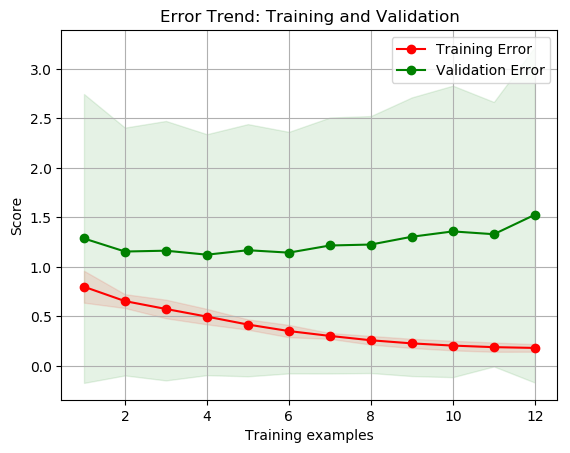 Error Trend: Training and Validation
Training Error
Validation Error
Score
3.0
2.5
2.0
1.5
1.0
0.5
0.0
2
4
6
8
10
12
Training examples